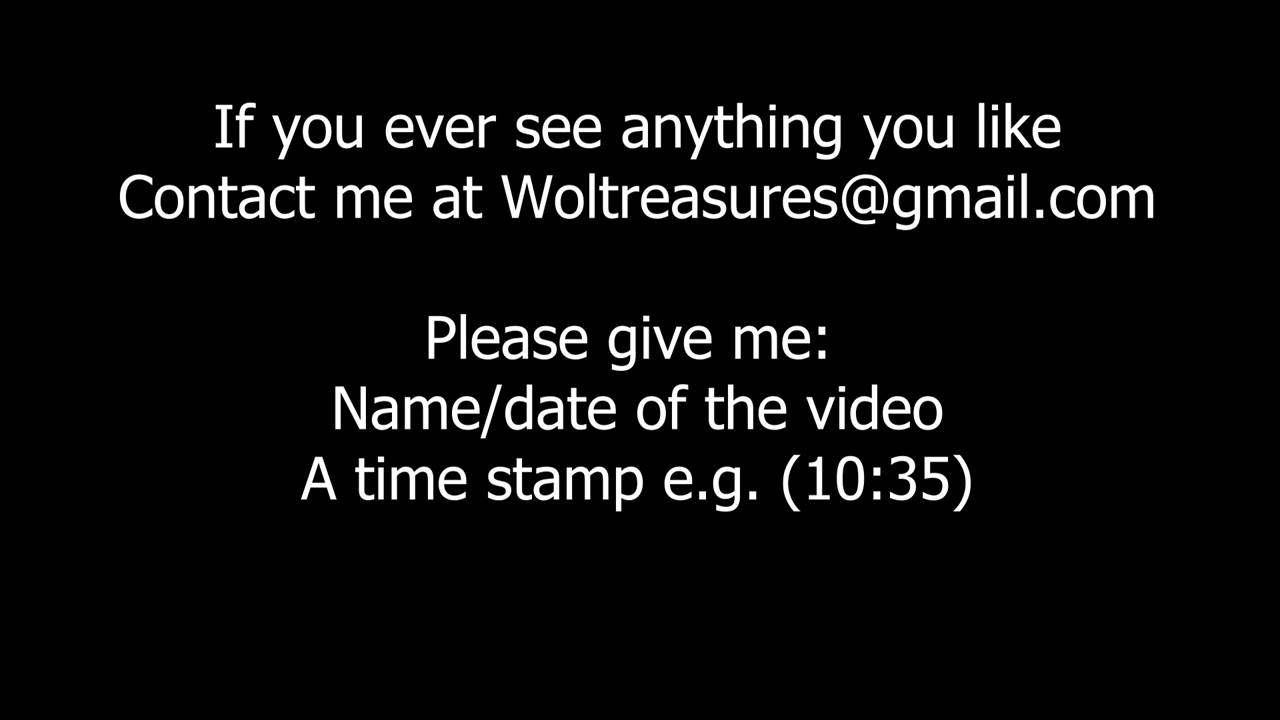 If you ever see anything you like
Contact me at Woltreasures@gmail.com
Please give me:
Name/date of the video
A time stamp e.g. (10:35)